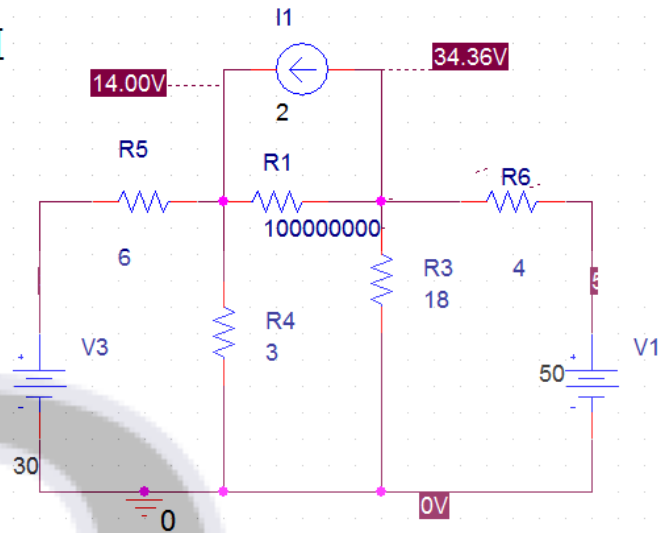 I1
14.00V
34.36V
2
R5
R1
R6
100000000
6
R4
3
R3
18
4
+
V3
-
30
+
V1
50
-
0
0V